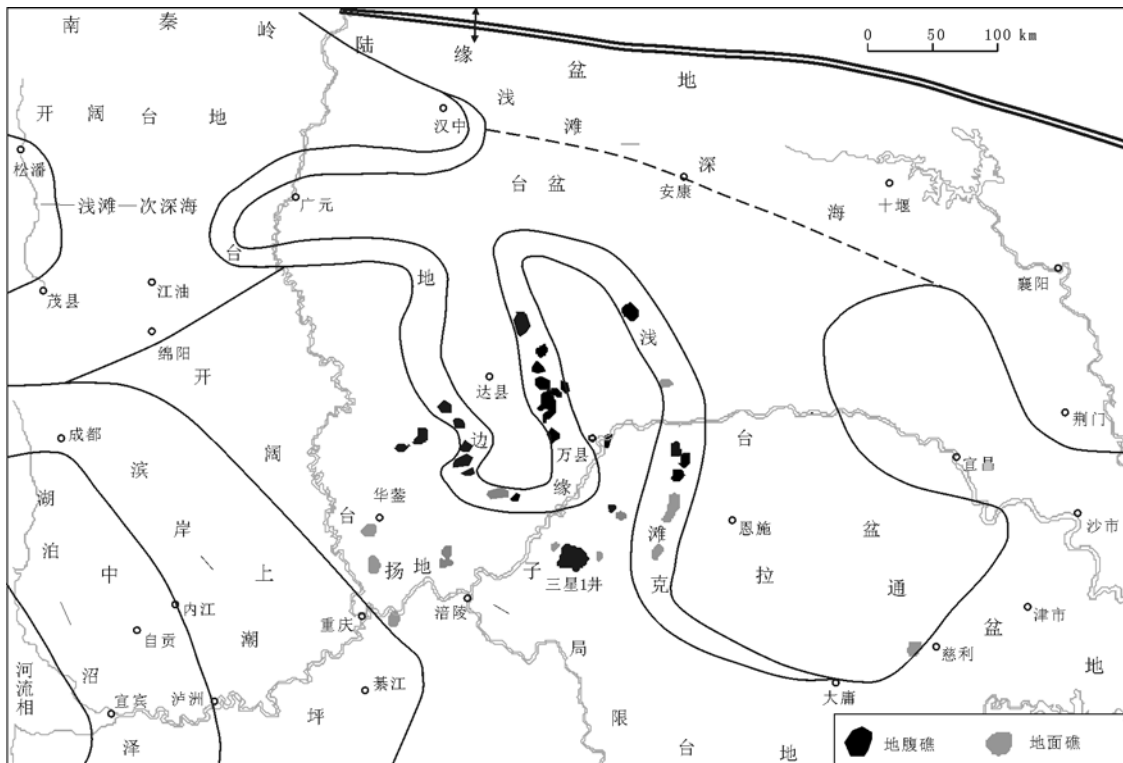 南秦岭陆缘盆地
0 50 100 km
开阔台地
汉中
浅滩
深海
松潘
台盆
安康
十堰
浅滩—次深海
广元
台地边缘
襄阳
茂县
江油
绵阳
浅滩
开阔台地
达县
荆门
成都
万县
台盆
宜昌
滨岸上潮坪
湖泊沼泽
华蓥
恩施
沙市
中扬子克拉通盆地
三星1井
内江
涪陵
津市
自贡
重庆
局限台地
慈利
河流相
宜宾
泸洲
綦江
大庸
地腹礁
地面礁